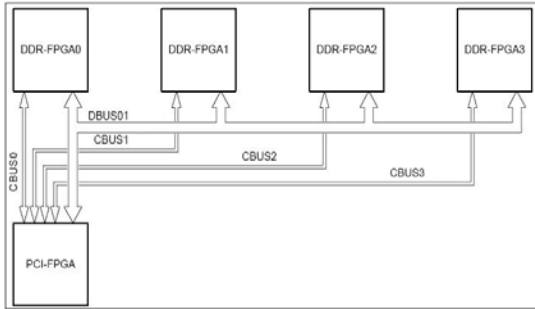 DDR-FPGA0
DDR-FPGA1
DDR-FPGA2
DDR-FPGA3
DBUS01
CBUS1
CBUS0
CBUS2
CBUS3
PCI-FPGA